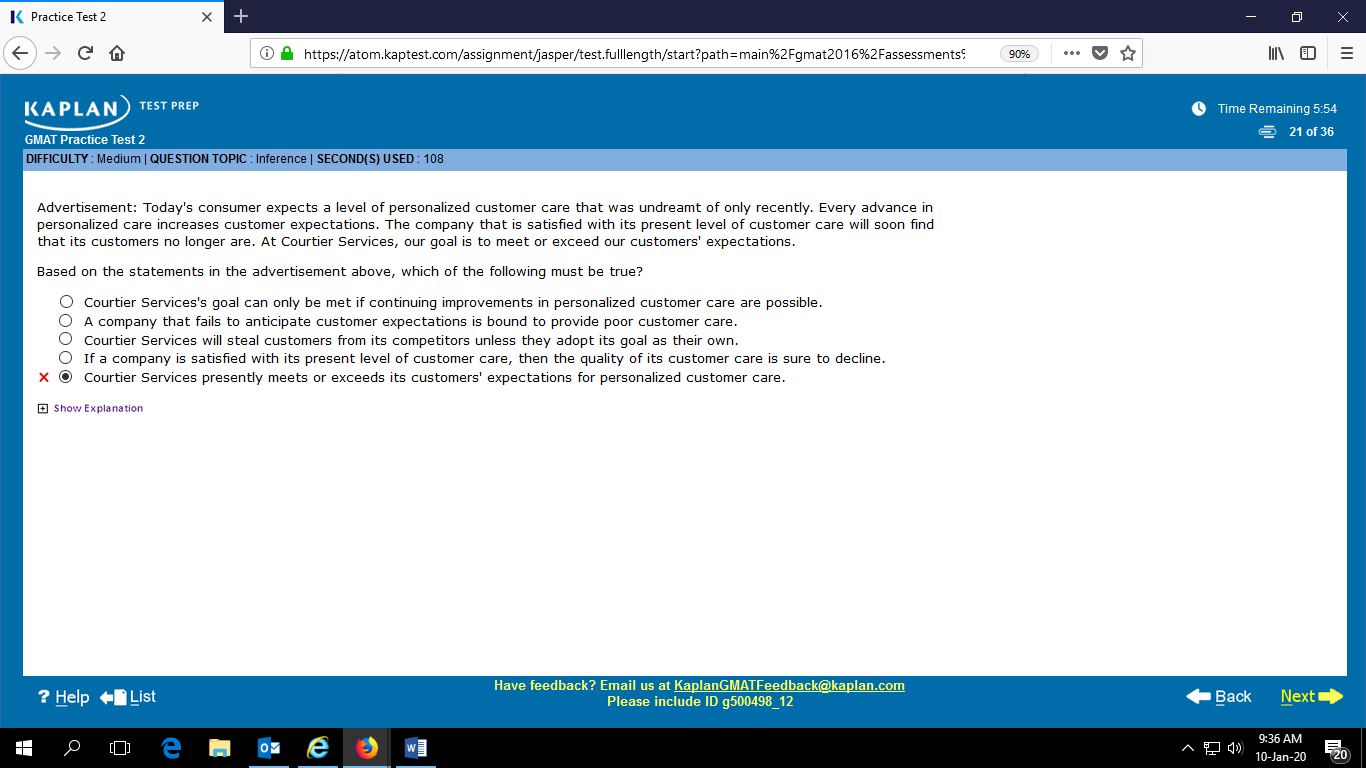 Practice Test 2
https://atom.kaptest.com/assignment/jasper/test.fulllength/start?path=main%2Fgmat2016%2Fassessments%
90%
KAPLAN TEST PREP
GMAT Practice Test 2
Time Remaining 5:54
21 of 36
DIFFICULTY : Medium | QUESTION TOPIC : Inference | SECOND(S) USED : 108
Advertisement: Today's consumer expects a level of personalized customer care that was undreamt of only recently. Every advance in
personalized care increases customer expectations. The company that is satisfied with its present level of customer care will soon find
that its customers no longer are. At Courtier Services, our goal is to meet or exceed our customers' expectations.
Based on the statements in the advertisement above, which of the following must be true?
Courtier Services's goal can only be met if continuing improvements in personalized customer care are possible.
A company that fails to anticipate customer expectations is bound to provide poor customer care.
Courtier Services will steal customers from its competitors unless they adopt its goal as their own.
If a company is satisfied with its present level of customer care, then the quality of its customer care is sure to decline.
Courtier Services presently meets or exceeds its customers' expectations for personalized customer care.
Show Explanation
? Help
List
Have feedback? Email us at KaplanGMATFeedback@kaplan.com
Please include ID g500498_12
Back
Next
9:36 AM
10-Jan-20
20